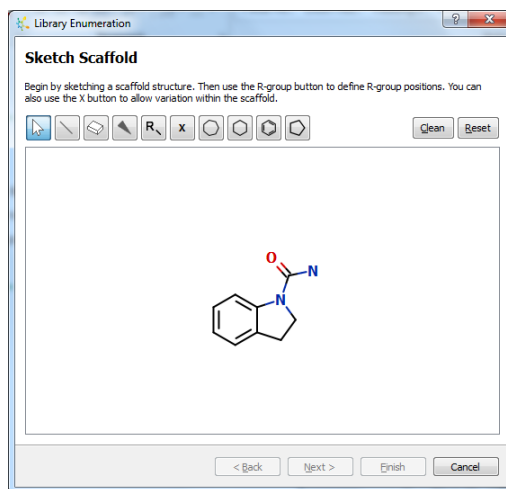 Library Enumeration
?
X
Sketch Scaffold
Begin by sketching a scaffold structure. Then use the R-group button to define R-group positions. You can
also use the X button to allow variation within the scaffold.
R X Clean Reset
O
N
N
< Back Next > Finish Cancel